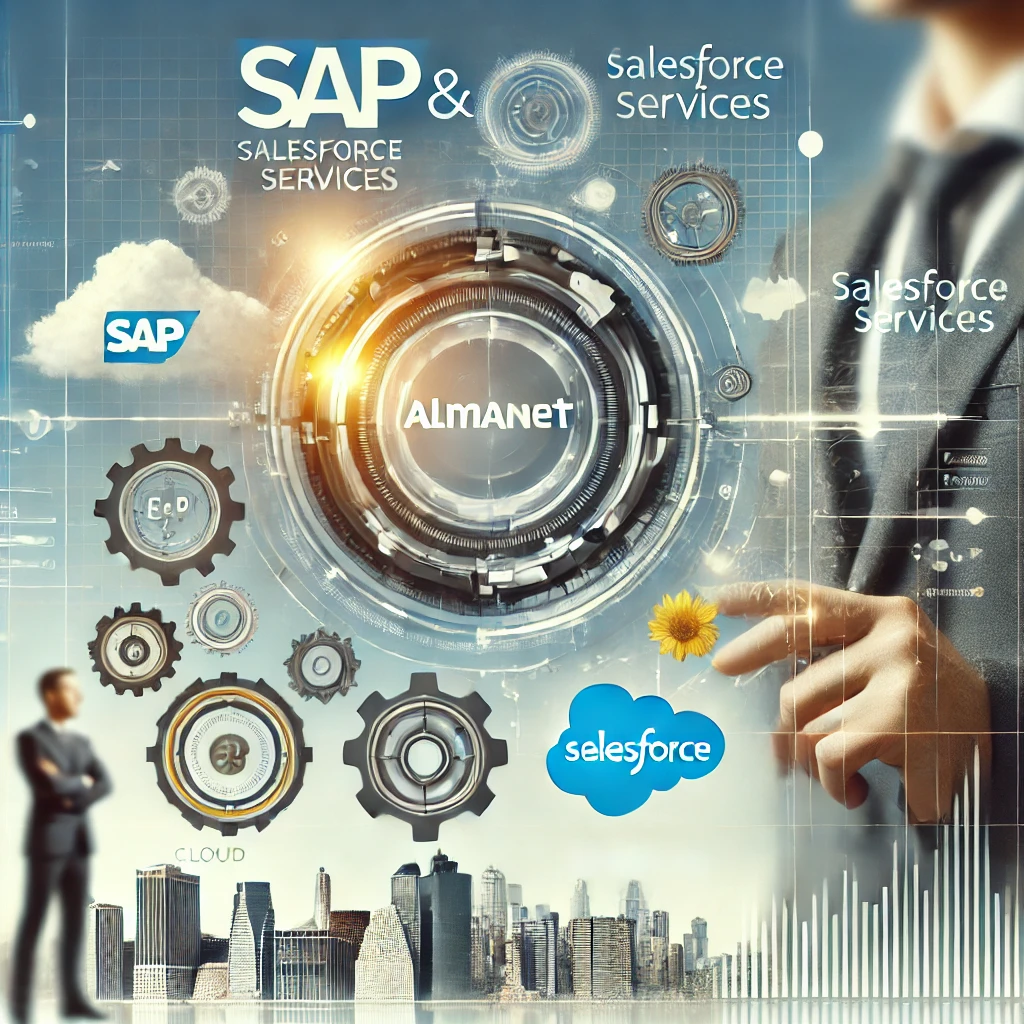 SAP &
SALESFORCE
SERVICES
Salesforce
Services
Salesforce
Services
SAP
AlmANET
selesforce
CLOUD